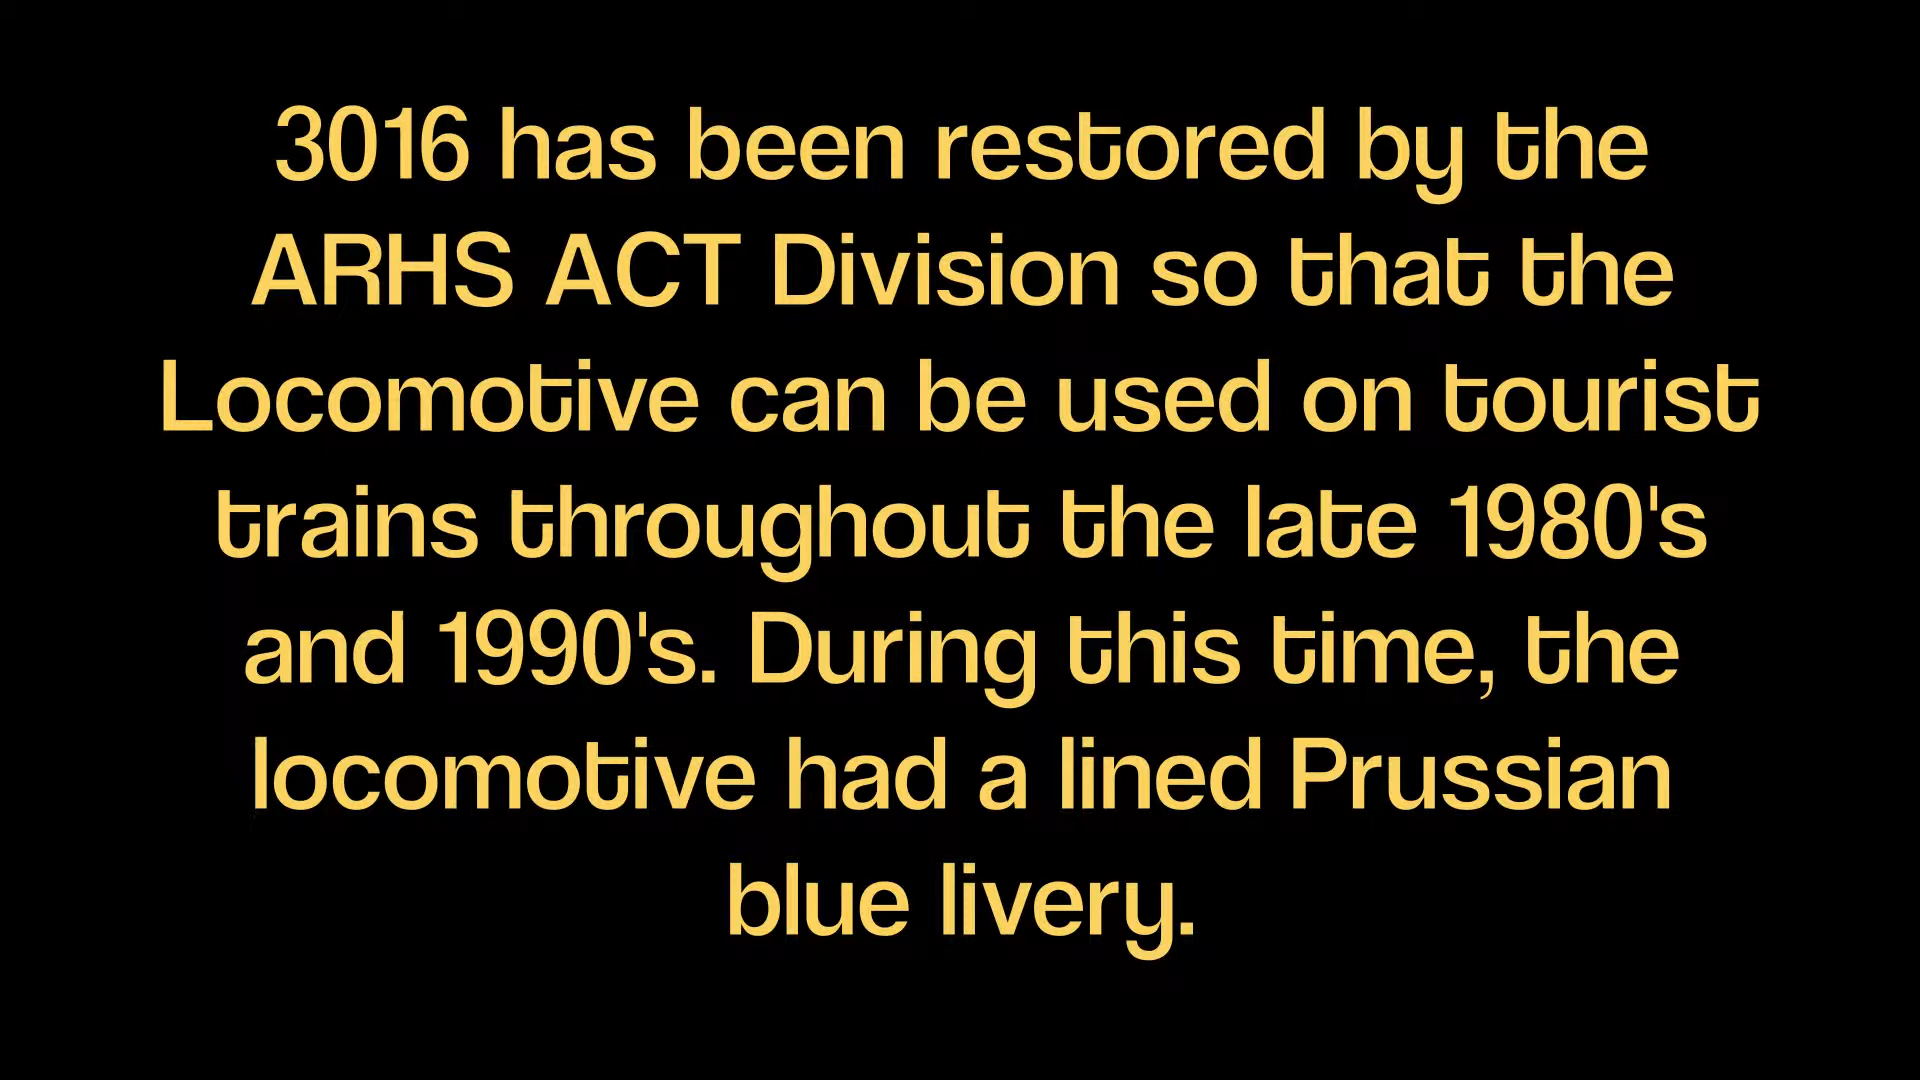 3016 has been restored by the
ARHS ACT Division so that the
Locomotive can be used on tourist
trains throughout the late 1980's
and 1990's. During this time, the
locomotive had a lined Prussian
blue livery.